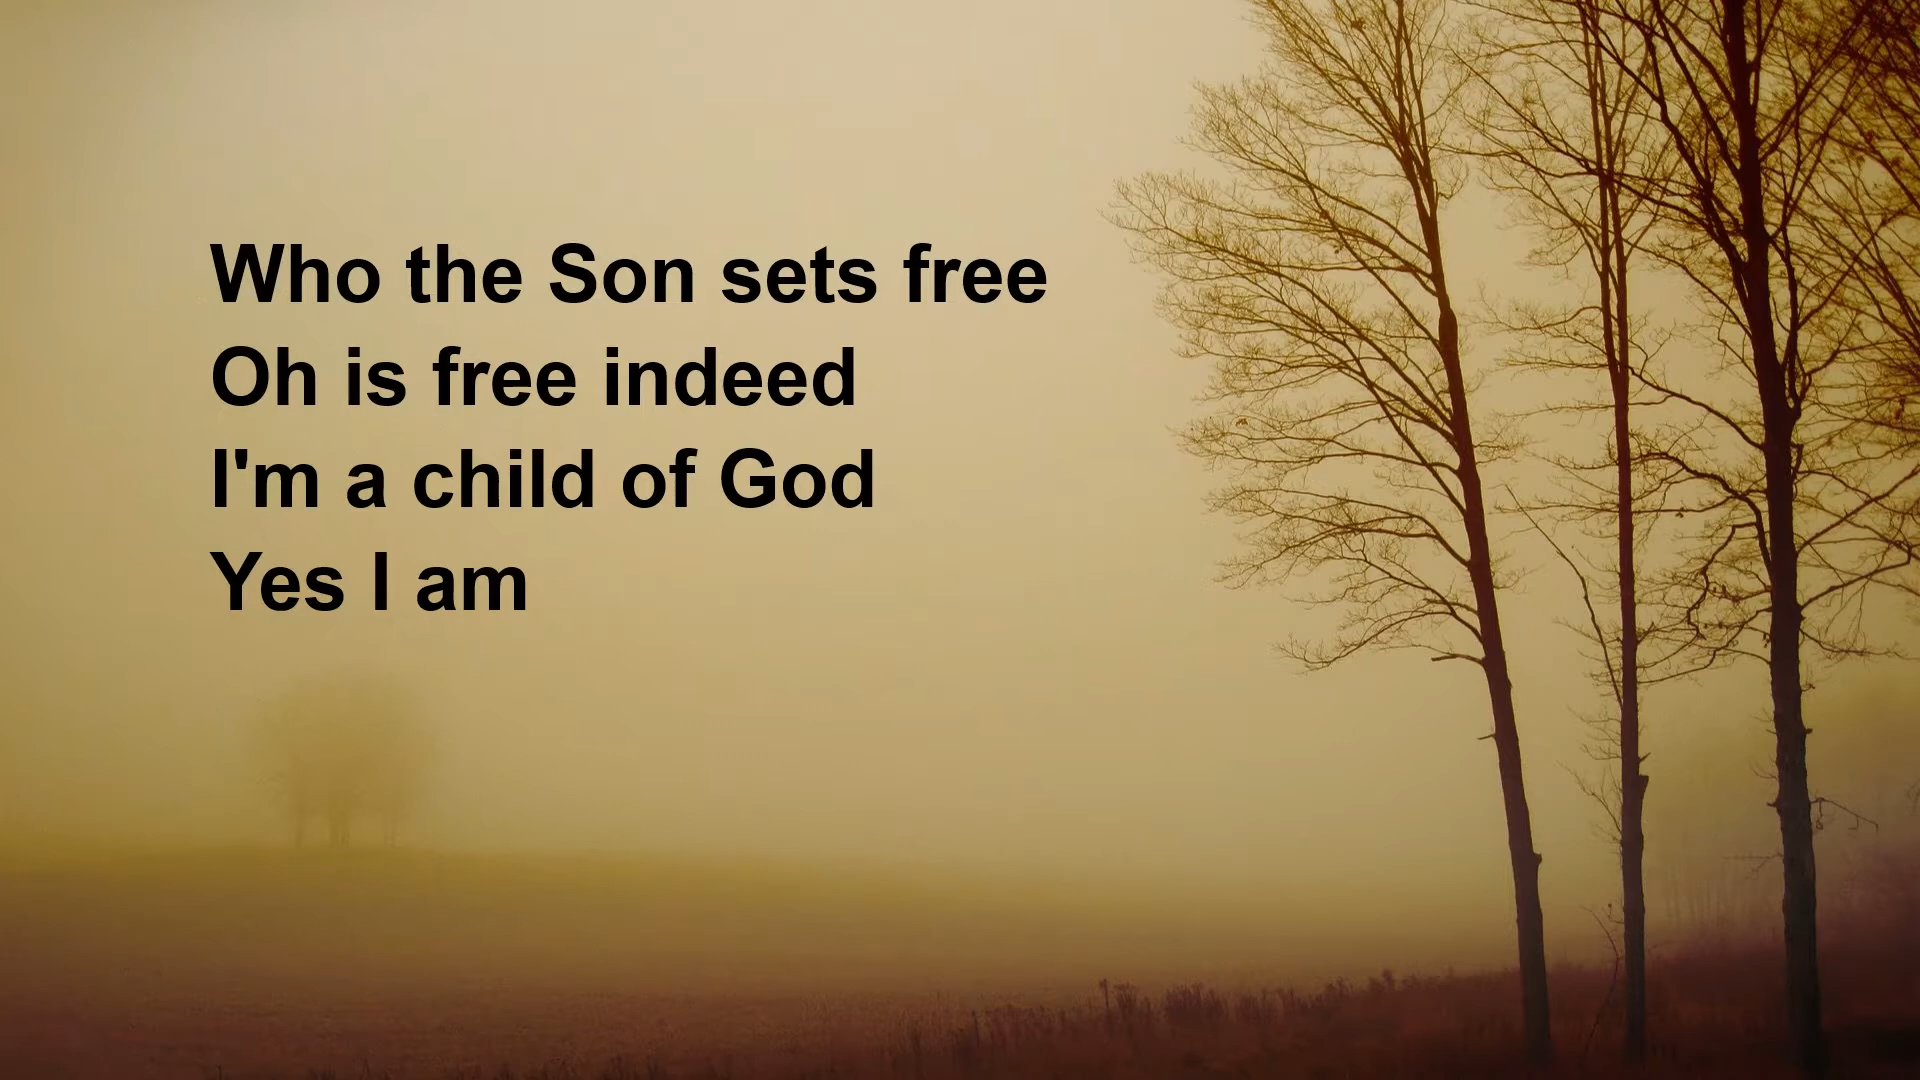 Who the Son sets free
Oh is free indeed
I'm a child of God
Yes I am